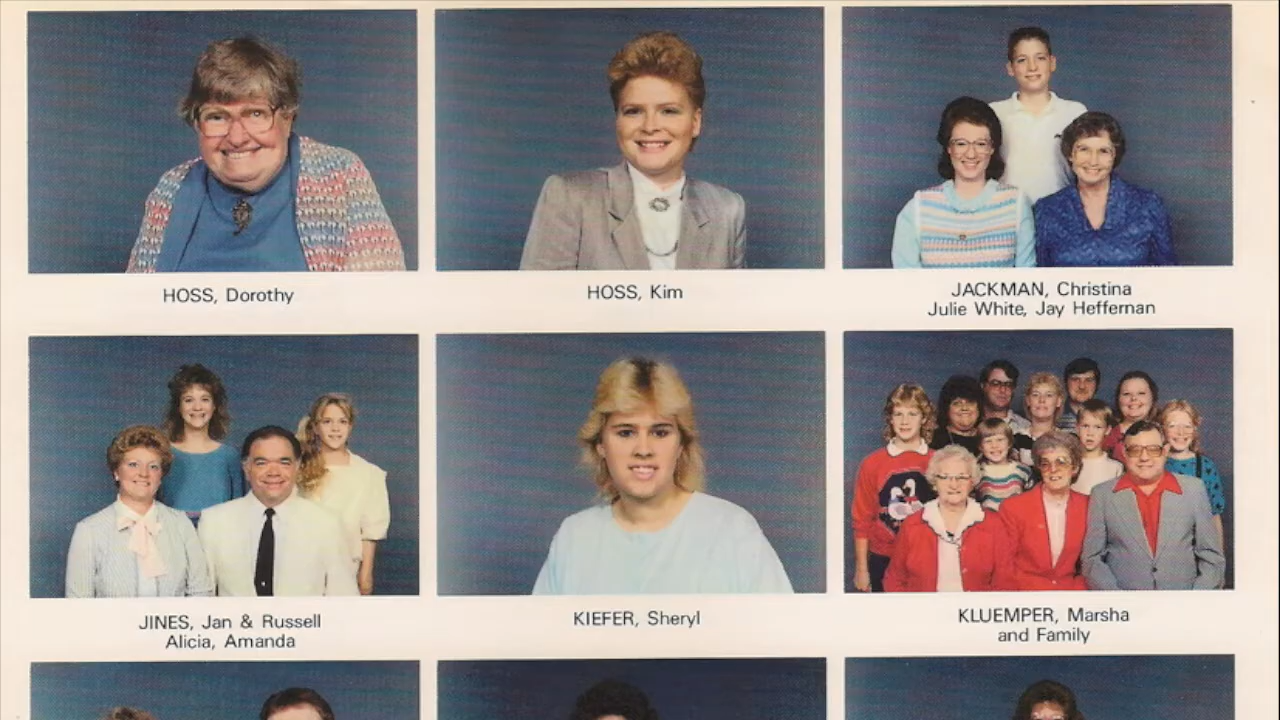 HOSS, Dorothy
HOSS, Kim
JACKMAN, Christina
Julie White, Jay Heffernan
JINES, Jan & Russell
Alicia, Amanda
KIEFER, Sheryl
KLUEMPER, Marsha
and Family